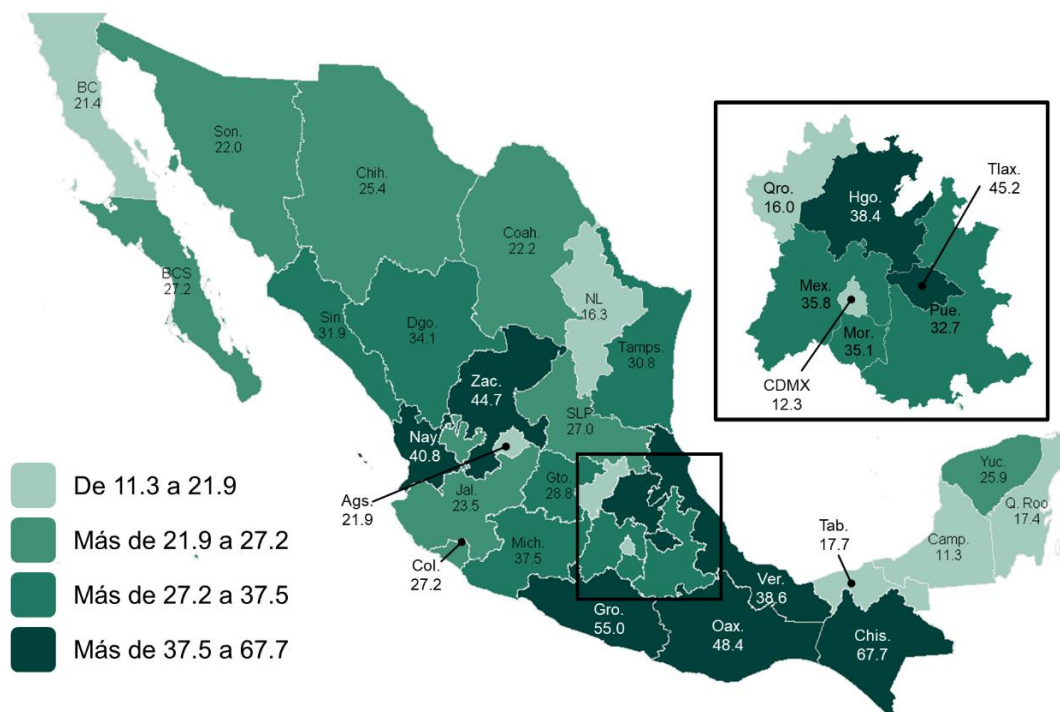 BC
21.4
Son.
22.0
Chih.
25.4
Coah.
22.2
BCS
27.2
Sin.
31.9
Dgo.
34.1
NL
16.3
Tamps.
30.8
Zac.
44.7
SLP
27.0
Nay.
40.8
Ags.
21.9
Jal.
23.5
Gto.
28.8
Col.
27.2
Mich.
37.5
Gro.
55.0
Oax.
48.4
Ver.
38.6
Chis.
67.7
Tab.
17.7
Camp.
11.3
Yuc.
25.9
Q. Roo
17.4
Qro.
16.0
Hgo.
38.4
Tlax.
45.2
Mex.
35.8
Mor.
35.1
Pue.
32.7
CDMX
12.3
De 11.3 a 21.9
Más de 21.9 a 27.2
Más de 27.2 a 37.5
Más de 37.5 a 67.7